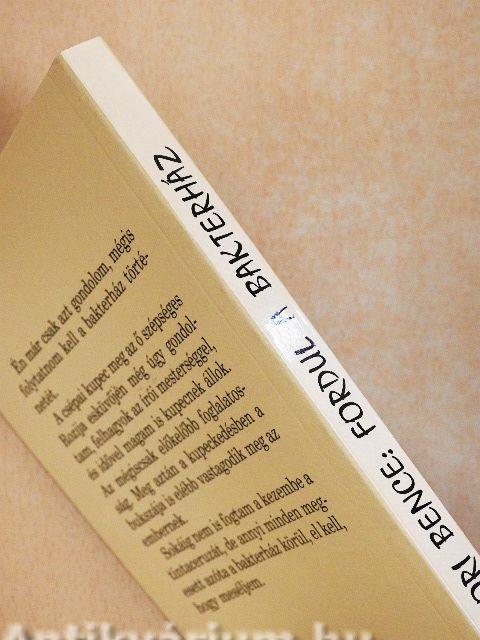 DRI BENCE: FORDUL A BAKTERHÁZ
Én már csak azt gondolom, mégis
folytatnom kell a bakterház törté-
netét.
A csépai kupec meg az ő szépséges
Rozija esküvőjén még úgy gondol-
tam, felhagyok az írói mesterséggel,
és idővel magam is kupecnek állok.
Az mégiscsak előkelőbb foglalatos-
ság. Meg aztán a kupeckedésben a
bukszája is előbb vastagodik meg az
embernek.
Sokáig nem is fogtam a kezembe a
tintaceruzát, de annyi minden meg-
esett azóta a bakterház körül, el kell,
hogy meséljem.
Antikvárium.hu